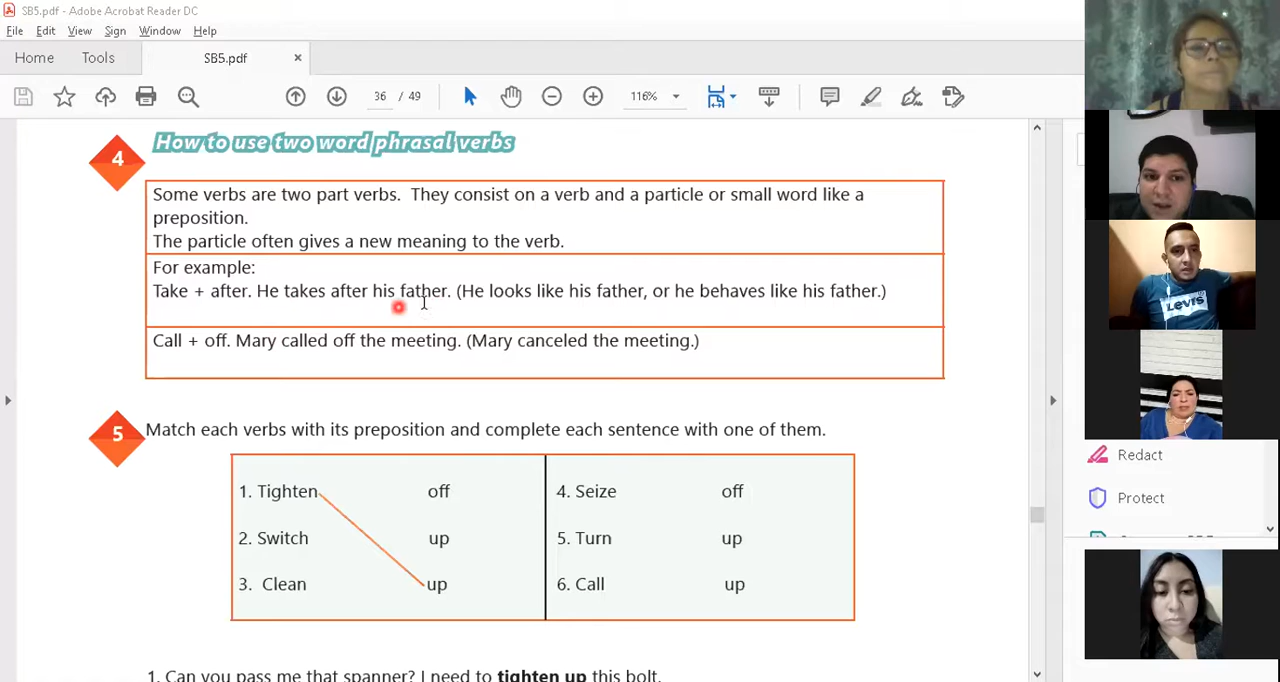 SB5.pdf - Adobe Acrobat Reader DC
File Edit View Sign Window Help
Home Tools SB5.pdf ×
36 / 49 116%
4 How to use two word phrasal verbs
Some verbs are two part verbs. They consist on a verb and a particle or small word like a
preposition.
The particle often gives a new meaning to the verb.
For example:
Take + after. He takes after his father. (He looks like his father, or he behaves like his father.)
Call + off. Mary called off the meeting. (Mary canceled the meeting.)
5 Match each verbs with its preposition and complete each sentence with one of them.
1. Tighten off 4. Seize off
2. Switch up 5. Turn up
3. Clean up 6. Call up
1. Can you pass me that spanner? I need to tighten up this bolt.
LEVI'S
Redact
Protect